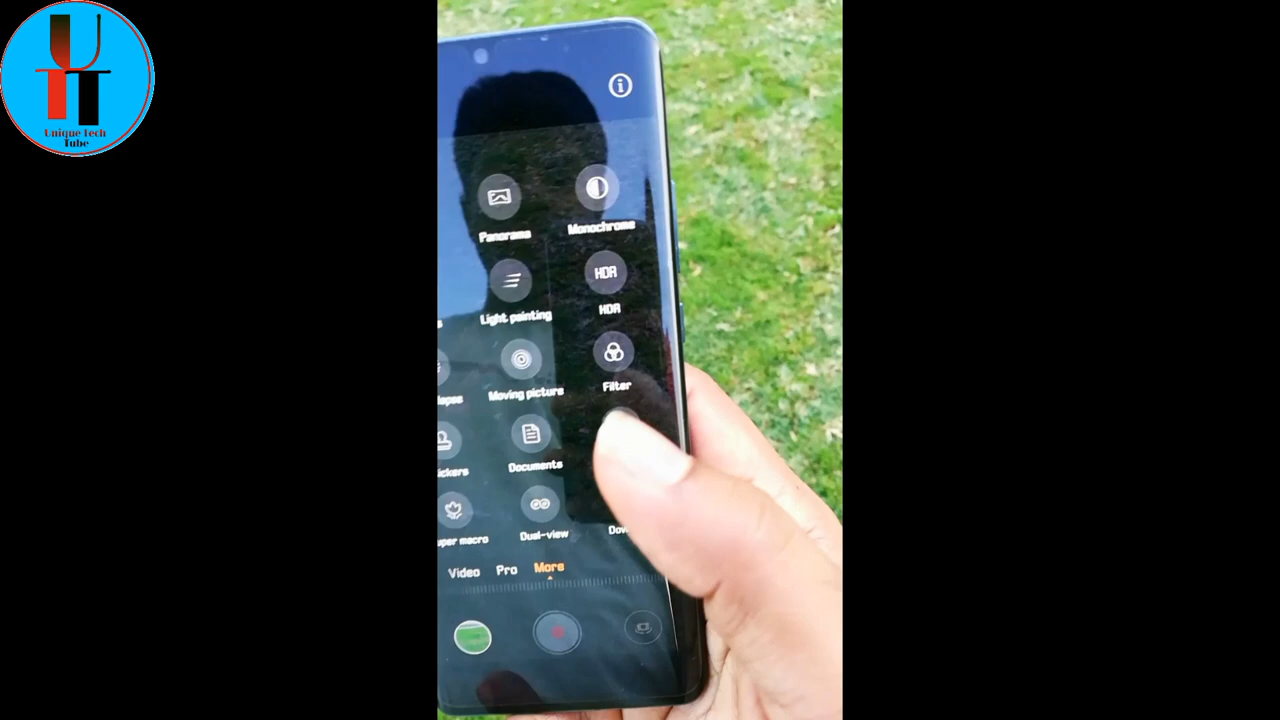 Unique Tech
Tube
Panorama
Monochrome
Light painting
HDR
HDR
Moving picture
Filter
Documents
Dual-view
Video
Pro
More